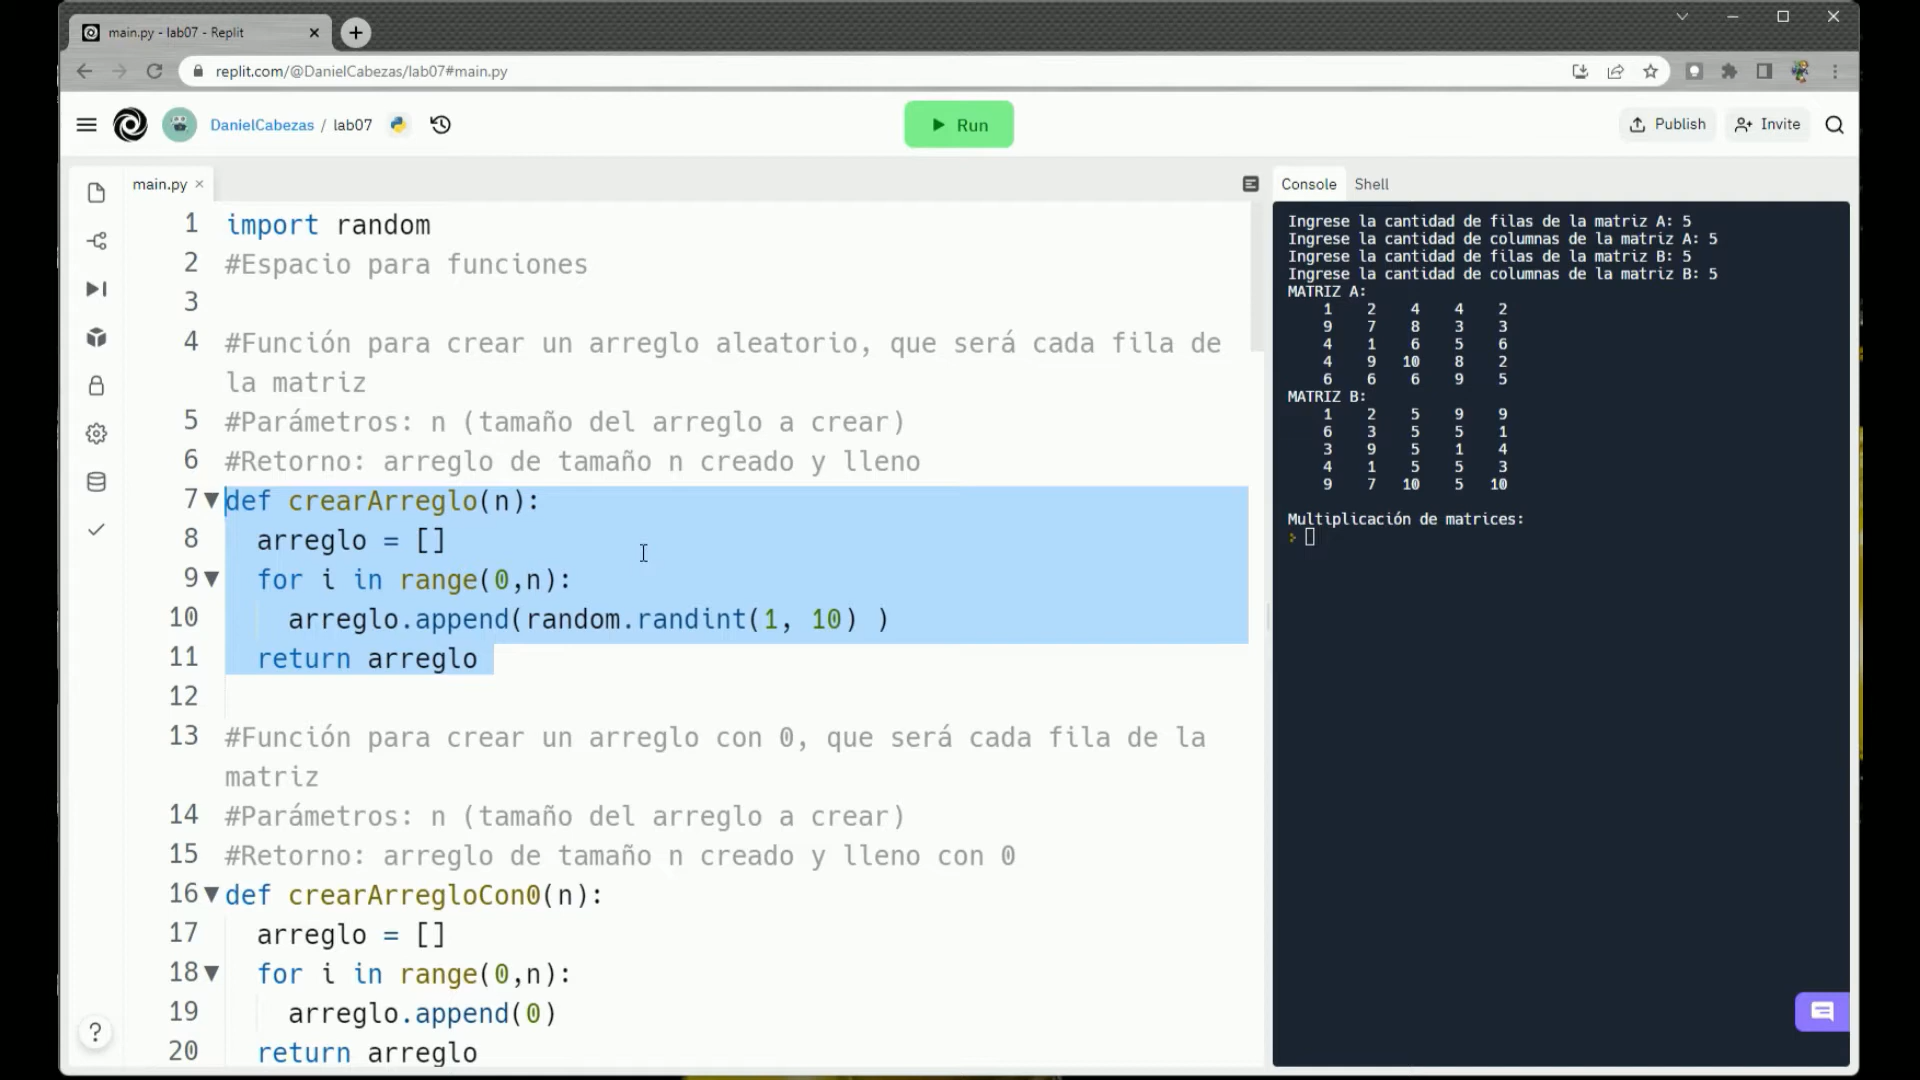 main.py - lab07 - Replit
replit.com/@DanielCabezas/lab07#main.py
DanielCabezas / lab07
Run
Publish
Invite
main.py
Console
Shell
1 import random
2 #Espacio para funciones
3
4 #Función para crear un arreglo aleatorio, que será cada fila de
la matriz
5 #Parámetros: n (tamaño del arreglo a crear)
6 #Retorno: arreglo de tamaño n creado y lleno
7 def crearArreglo(n):
8 arreglo = []
9 for i in range(0,n):
10 arreglo.append(random.randint(1, 10) )
11 return arreglo
12
13 #Función para crear un arreglo con 0, que será cada fila de la
matriz
14 #Parámetros: n (tamaño del arreglo a crear)
15 #Retorno: arreglo de tamaño n creado y lleno con 0
16 def crearArregloCon0(n):
17 arreglo = []
18 for i in range(0,n):
19 arreglo.append(0)
20 return arreglo
?
Ingrese la cantidad de filas de la matriz A: 5
Ingrese la cantidad de columnas de la matriz A: 5
Ingrese la cantidad de filas de la matriz B: 5
Ingrese la cantidad de columnas de la matriz B: 5
MATRIZ A:
1 2 4 4 2
9 7 8 3 3
4 1 6 5 6
4 9 10 8 2
6 6 6 9 5
MATRIZ B:
1 2 5 9 9
6 3 5 5 1
3 9 5 1 4
4 1 5 5 3
9 7 10 5 10
Multiplicación de matrices: